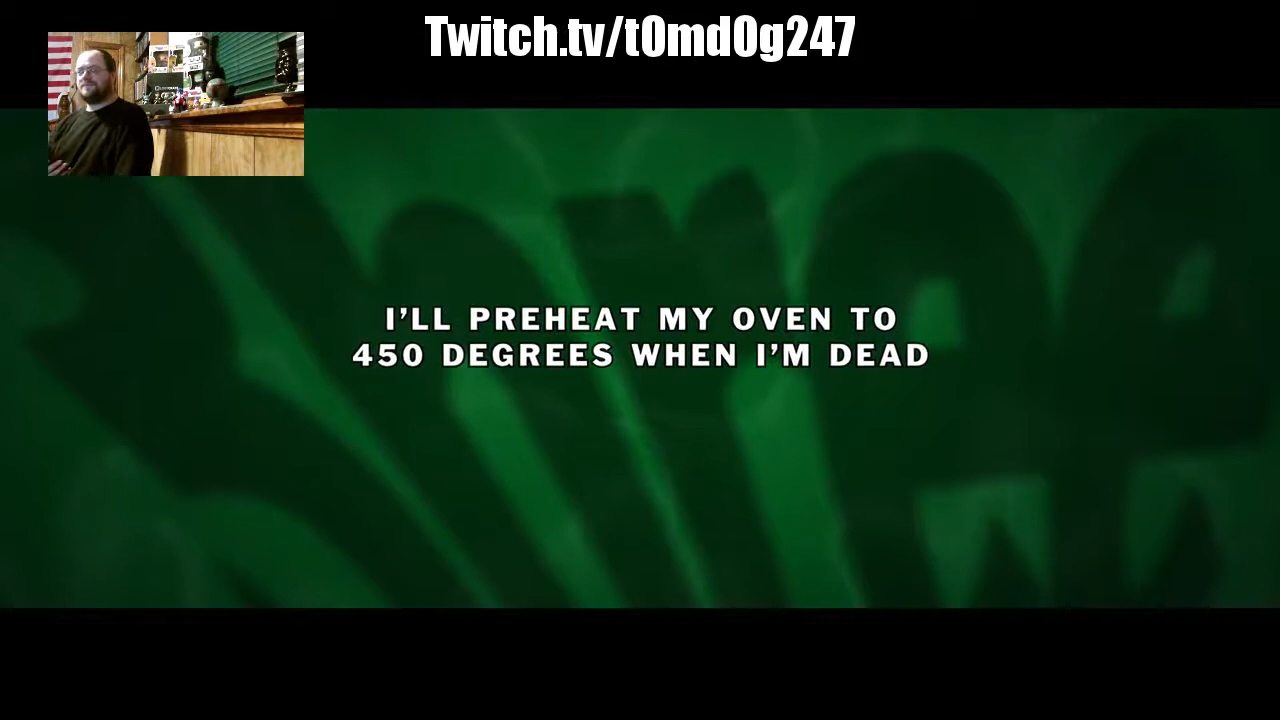 Twitch.tv/t0md0g247
I’LL PREHEAT MY OVEN TO
450 DEGREES WHEN I’M DEAD